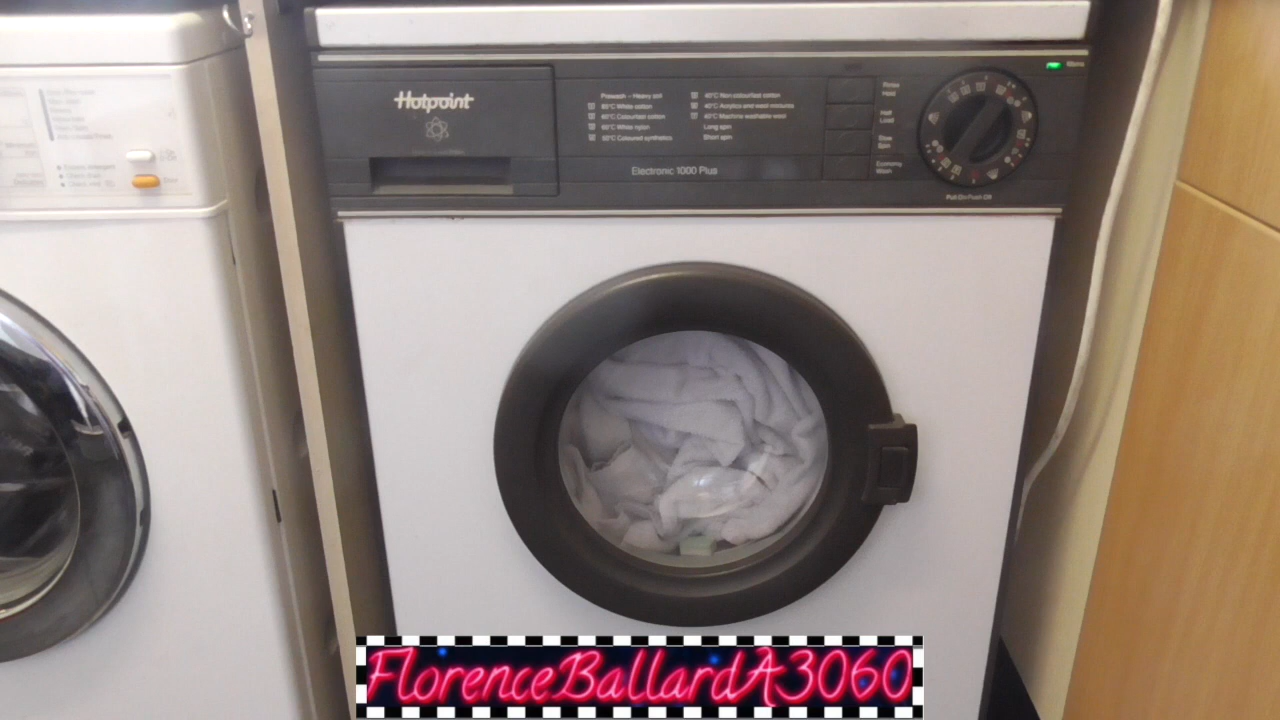 Hotpoint
Prewash - Heavy soil
95°C White cotton
60°C Colourfast cotton
60°C White nylon
50°C Coloured synthetics
40°C Non-colourfast cotton
40°C Acrylics and wool mixtures
40°C Machine washable wool
Long spin
Short spin
Electronic 1000 Plus
Rinse
Hold
Half
Load
Slow
Spin
Economy
Wash
Mains
Pull On Push Off
FlorenceBallardA3060